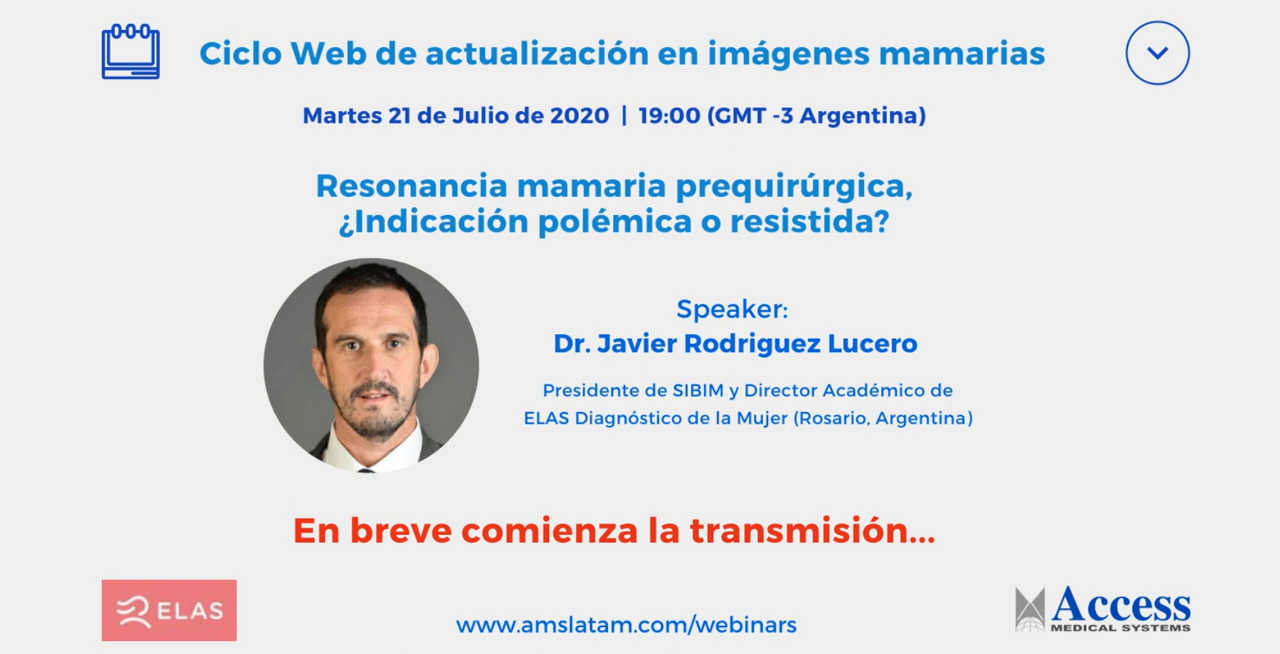 Ciclo Web de actualización en imágenes mamarias
Martes 21 de Julio de 2020 | 19:00 (GMT -3 Argentina)
Resonancia mamaria prequirúrgica,
¿Indicación polémica o resistida?
Speaker:
Dr. Javier Rodriguez Lucero
Presidente de SIBIM y Director Académico de
ELAS Diagnóstico de la Mujer (Rosario, Argentina)
En breve comienza la transmisión...
ELAS
www.amslatam.com/webinars
Access
MEDICAL SYSTEMS